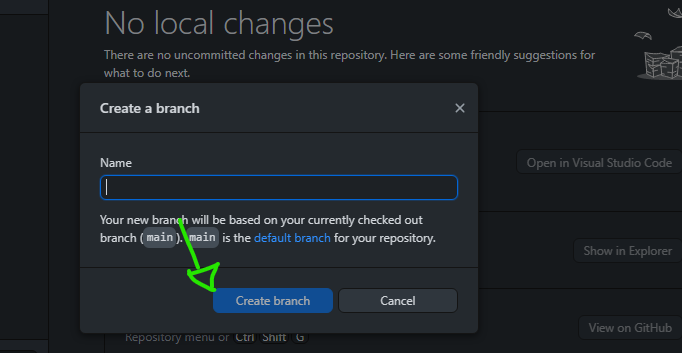 No local changes
There are no uncommitted changes in this repository. Here are some friendly suggestions for
what to do next.
Create a branch
Name
Open in Visual Studio Code
Your new branch will be based on your currently checked out
branch (main). main is the default branch for your repository.
Show in Explorer
Create branch
Cancel
View on GitHub
Repository menu or Ctrl Shift G